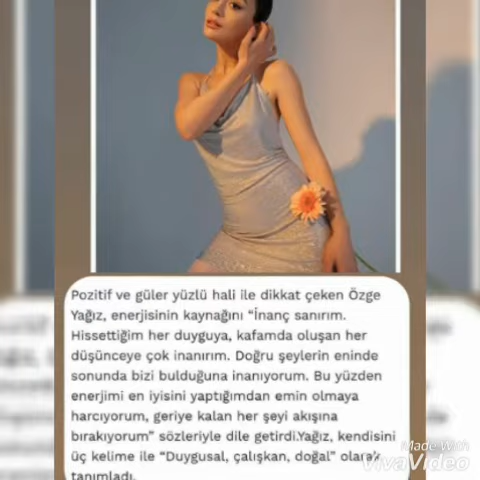 Pozitif ve güler yüzlü hali ile dikkat çeken Özge
Yağız, enerjisinin kaynağını “İnanç sanırım.
Hissettiğim her duyguya, kafamda oluşan her
düşünceye çok inanırım. Doğru şeylerin eninde
sonunda bizi bulduğuna inanıyorum. Bu yüzden
enerjimi en iyisini yaptığımdan emin olmaya
harcıyorum, geriye kalan her şeyi akışına
bırakıyorum” sözleriyle dile getirdi.Yağız, kendisini
üç kelime ile “Duygusal, çalışkan, doğal” olarak
tanımladı.
Made With
VivaVideo